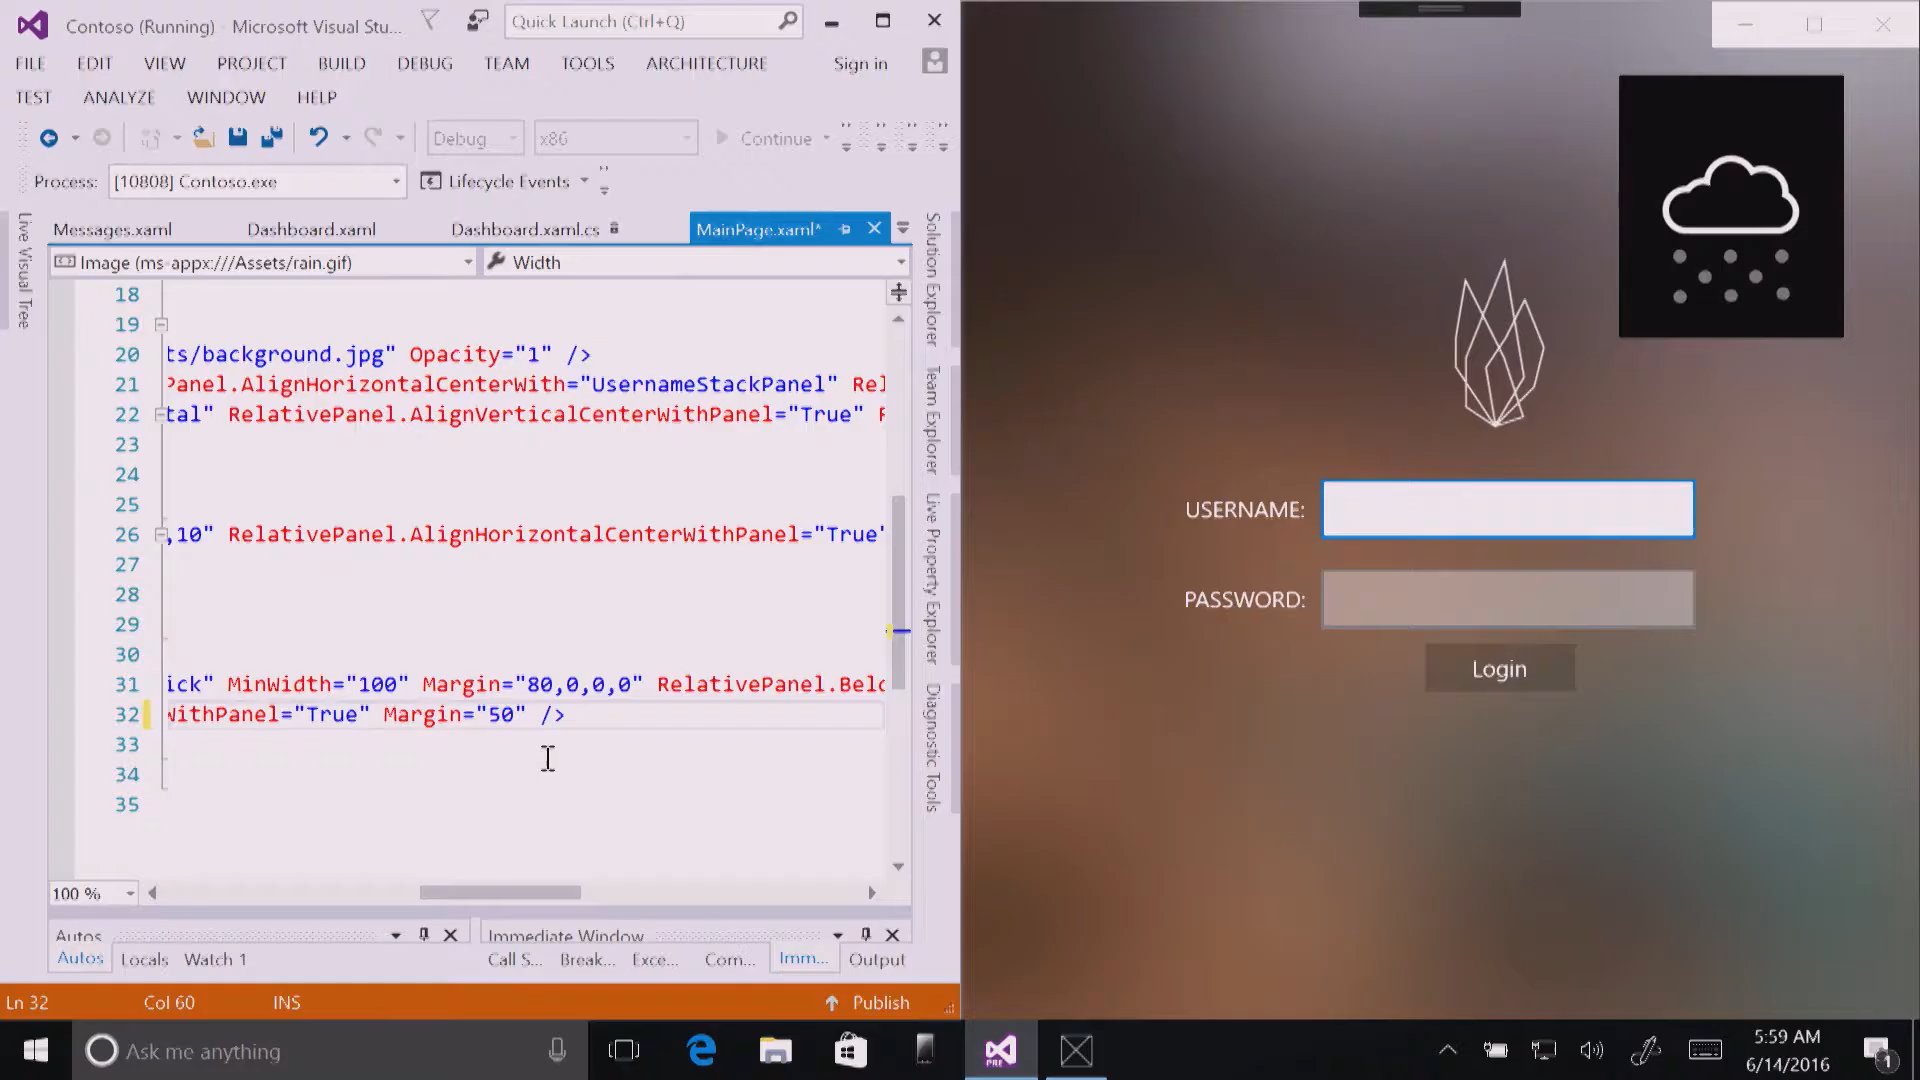 Contoso (Running) - Microsoft Visual Stu...
Quick Launch (Ctrl+Q)
FILE EDIT VIEW PROJECT BUILD DEBUG TEAM TOOLS ARCHITECTURE Sign in
TEST ANALYZE WINDOW HELP
Debug x86 Continue
Process: [10808] Contoso.exe Lifecycle Events
Live Visual Tree
Messages.xaml Dashboard.xaml Dashboard.xaml.cs MainPage.xaml*
Image (ms-appx:///Assets/rain.gif) Width
18
19
20 ts/background.jpg" Opacity="1" />
21 Panel.AlignHorizontalCenterWith="UsernameStackPanel" Rel
22 tal" RelativePanel.AlignVerticalCenterWithPanel="True" R
23
24
25
26 ,10" RelativePanel.AlignHorizontalCenterWithPanel="True"
27
28
29
30
31 ick" MinWidth="100" Margin="80,0,0,0" RelativePanel.Belo
32 WithPanel="True" Margin="50" />
33
34
35
100 %
Solution Explorer
Team Explorer
Live Property Explorer
Diagnostic Tools
Autos
Immediate Window
Autos Locals Watch 1
Call S... Break... Exce... Com... Imm... Output
Ln 32 Col 60 INS Publish
USERNAME:
PASSWORD:
Login
Ask me anything
PRE
5:59 AM
6/14/2016
1